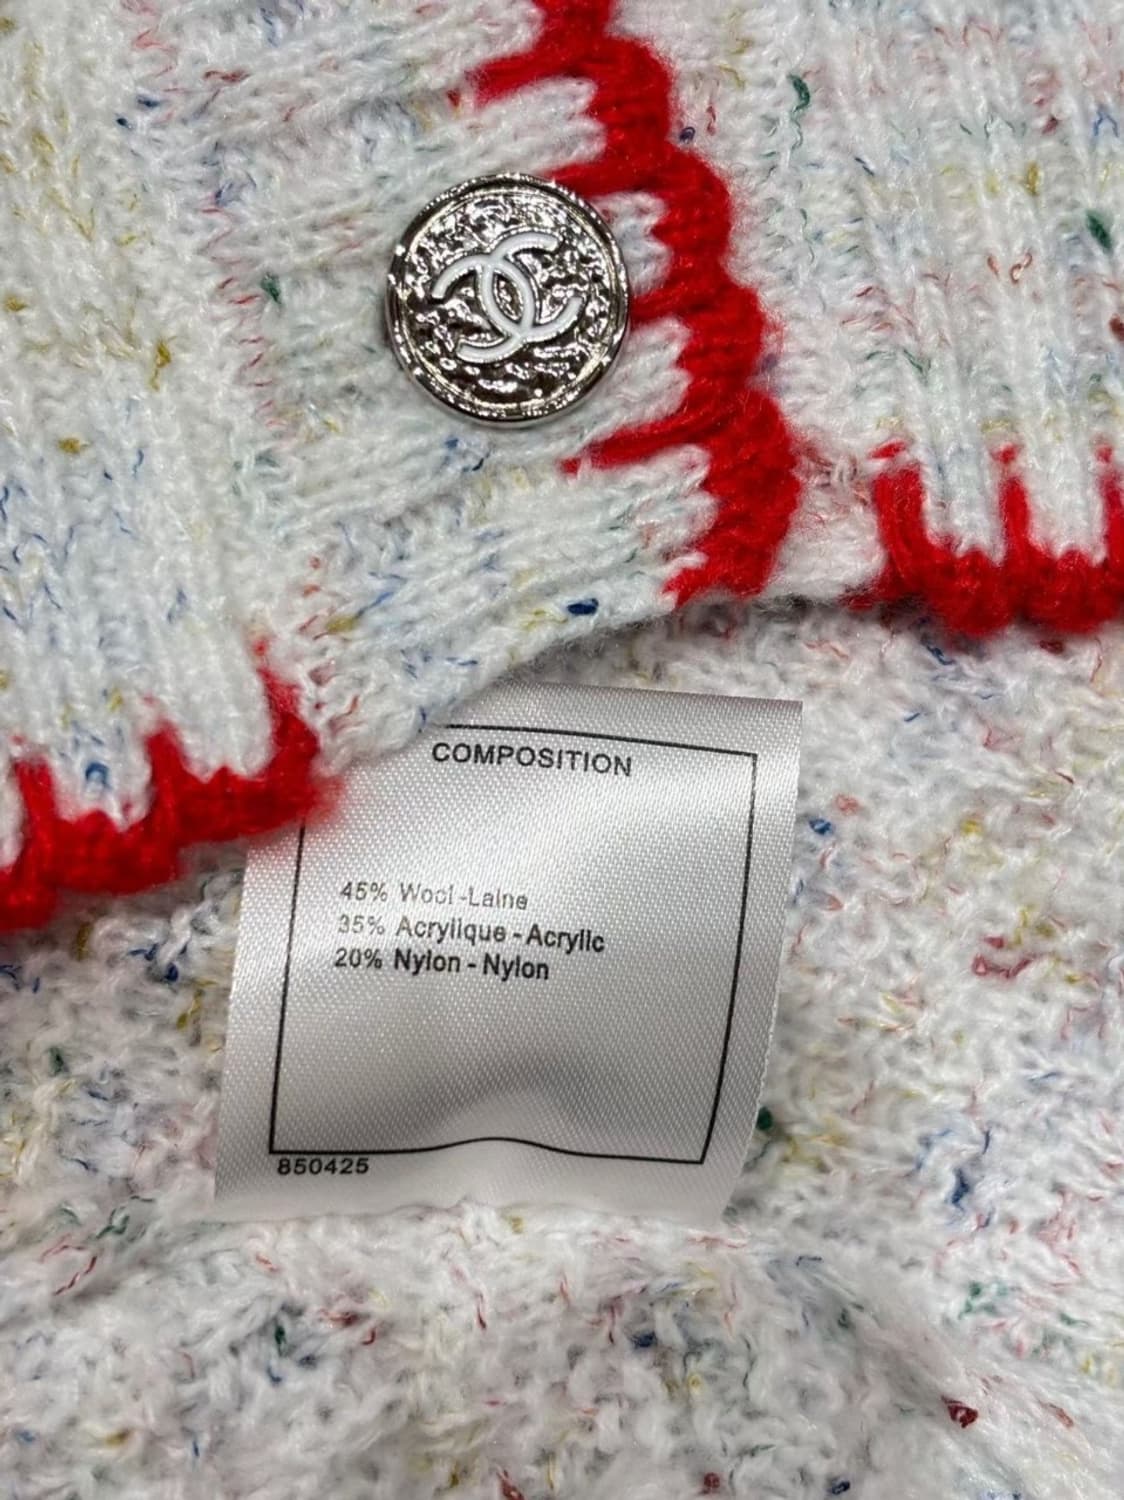 COMPOSITION
45% Wool-Laine
35% Acrylique - Acrylic
20% Nylon - Nylon
850425